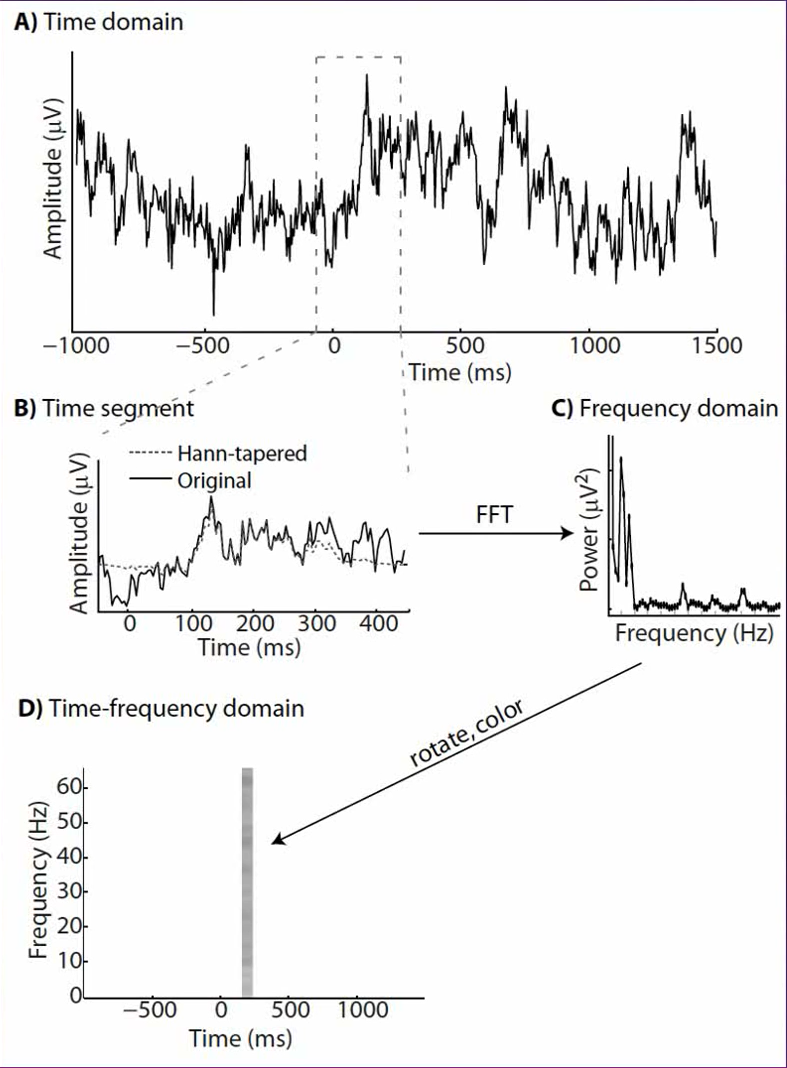 A) Time domain
Amplitude (μV)
−1000 −500 0 500 1000 1500
Time (ms)
B) Time segment
Hann-tapered
Original
Amplitude (μV)
0 100 200 300 400
Time (ms)
FFT
C) Frequency domain
Power (μV²)
Frequency (Hz)
rotate, color
D) Time-frequency domain
Frequency (Hz)
60
50
40
30
20
10
0
−500 0 500 1000
Time (ms)